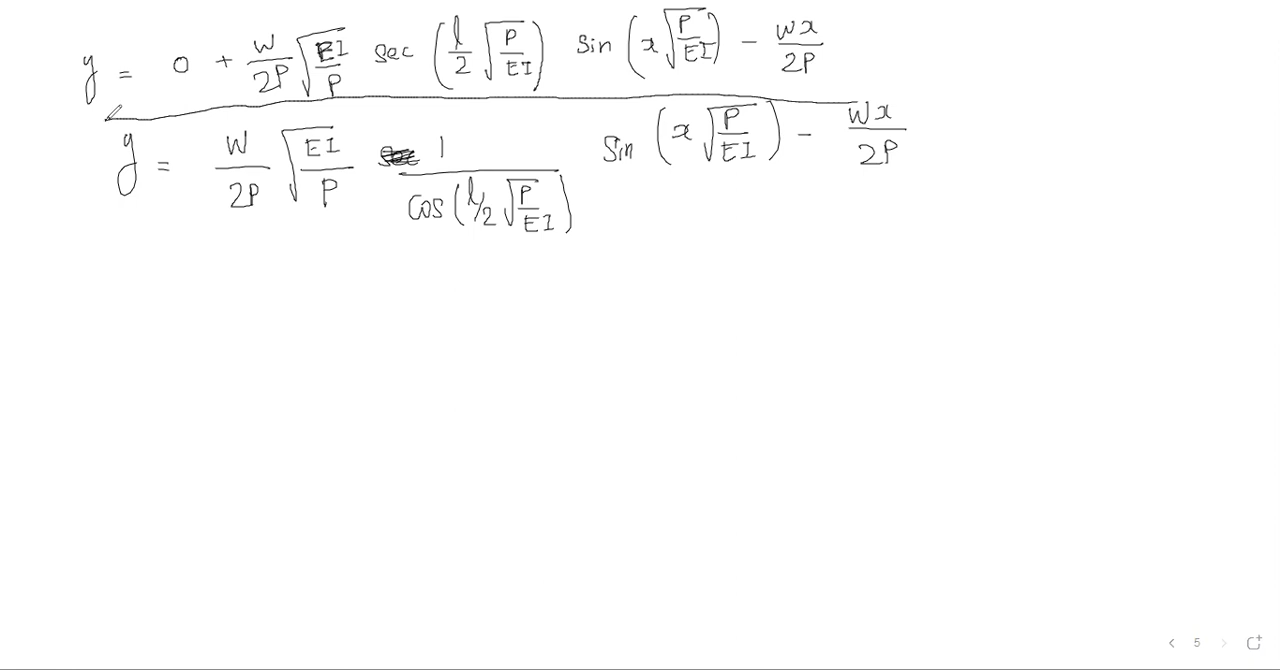 y = 0 + W/2P √(EI/P) sec (l/2 √(P/EI)) sin (x √(P/EI)) − Wx/2P
y = W/2P √(EI/P) 1/cos (l/2 √(P/EI)) sin (x √(P/EI)) − Wx/2P
5